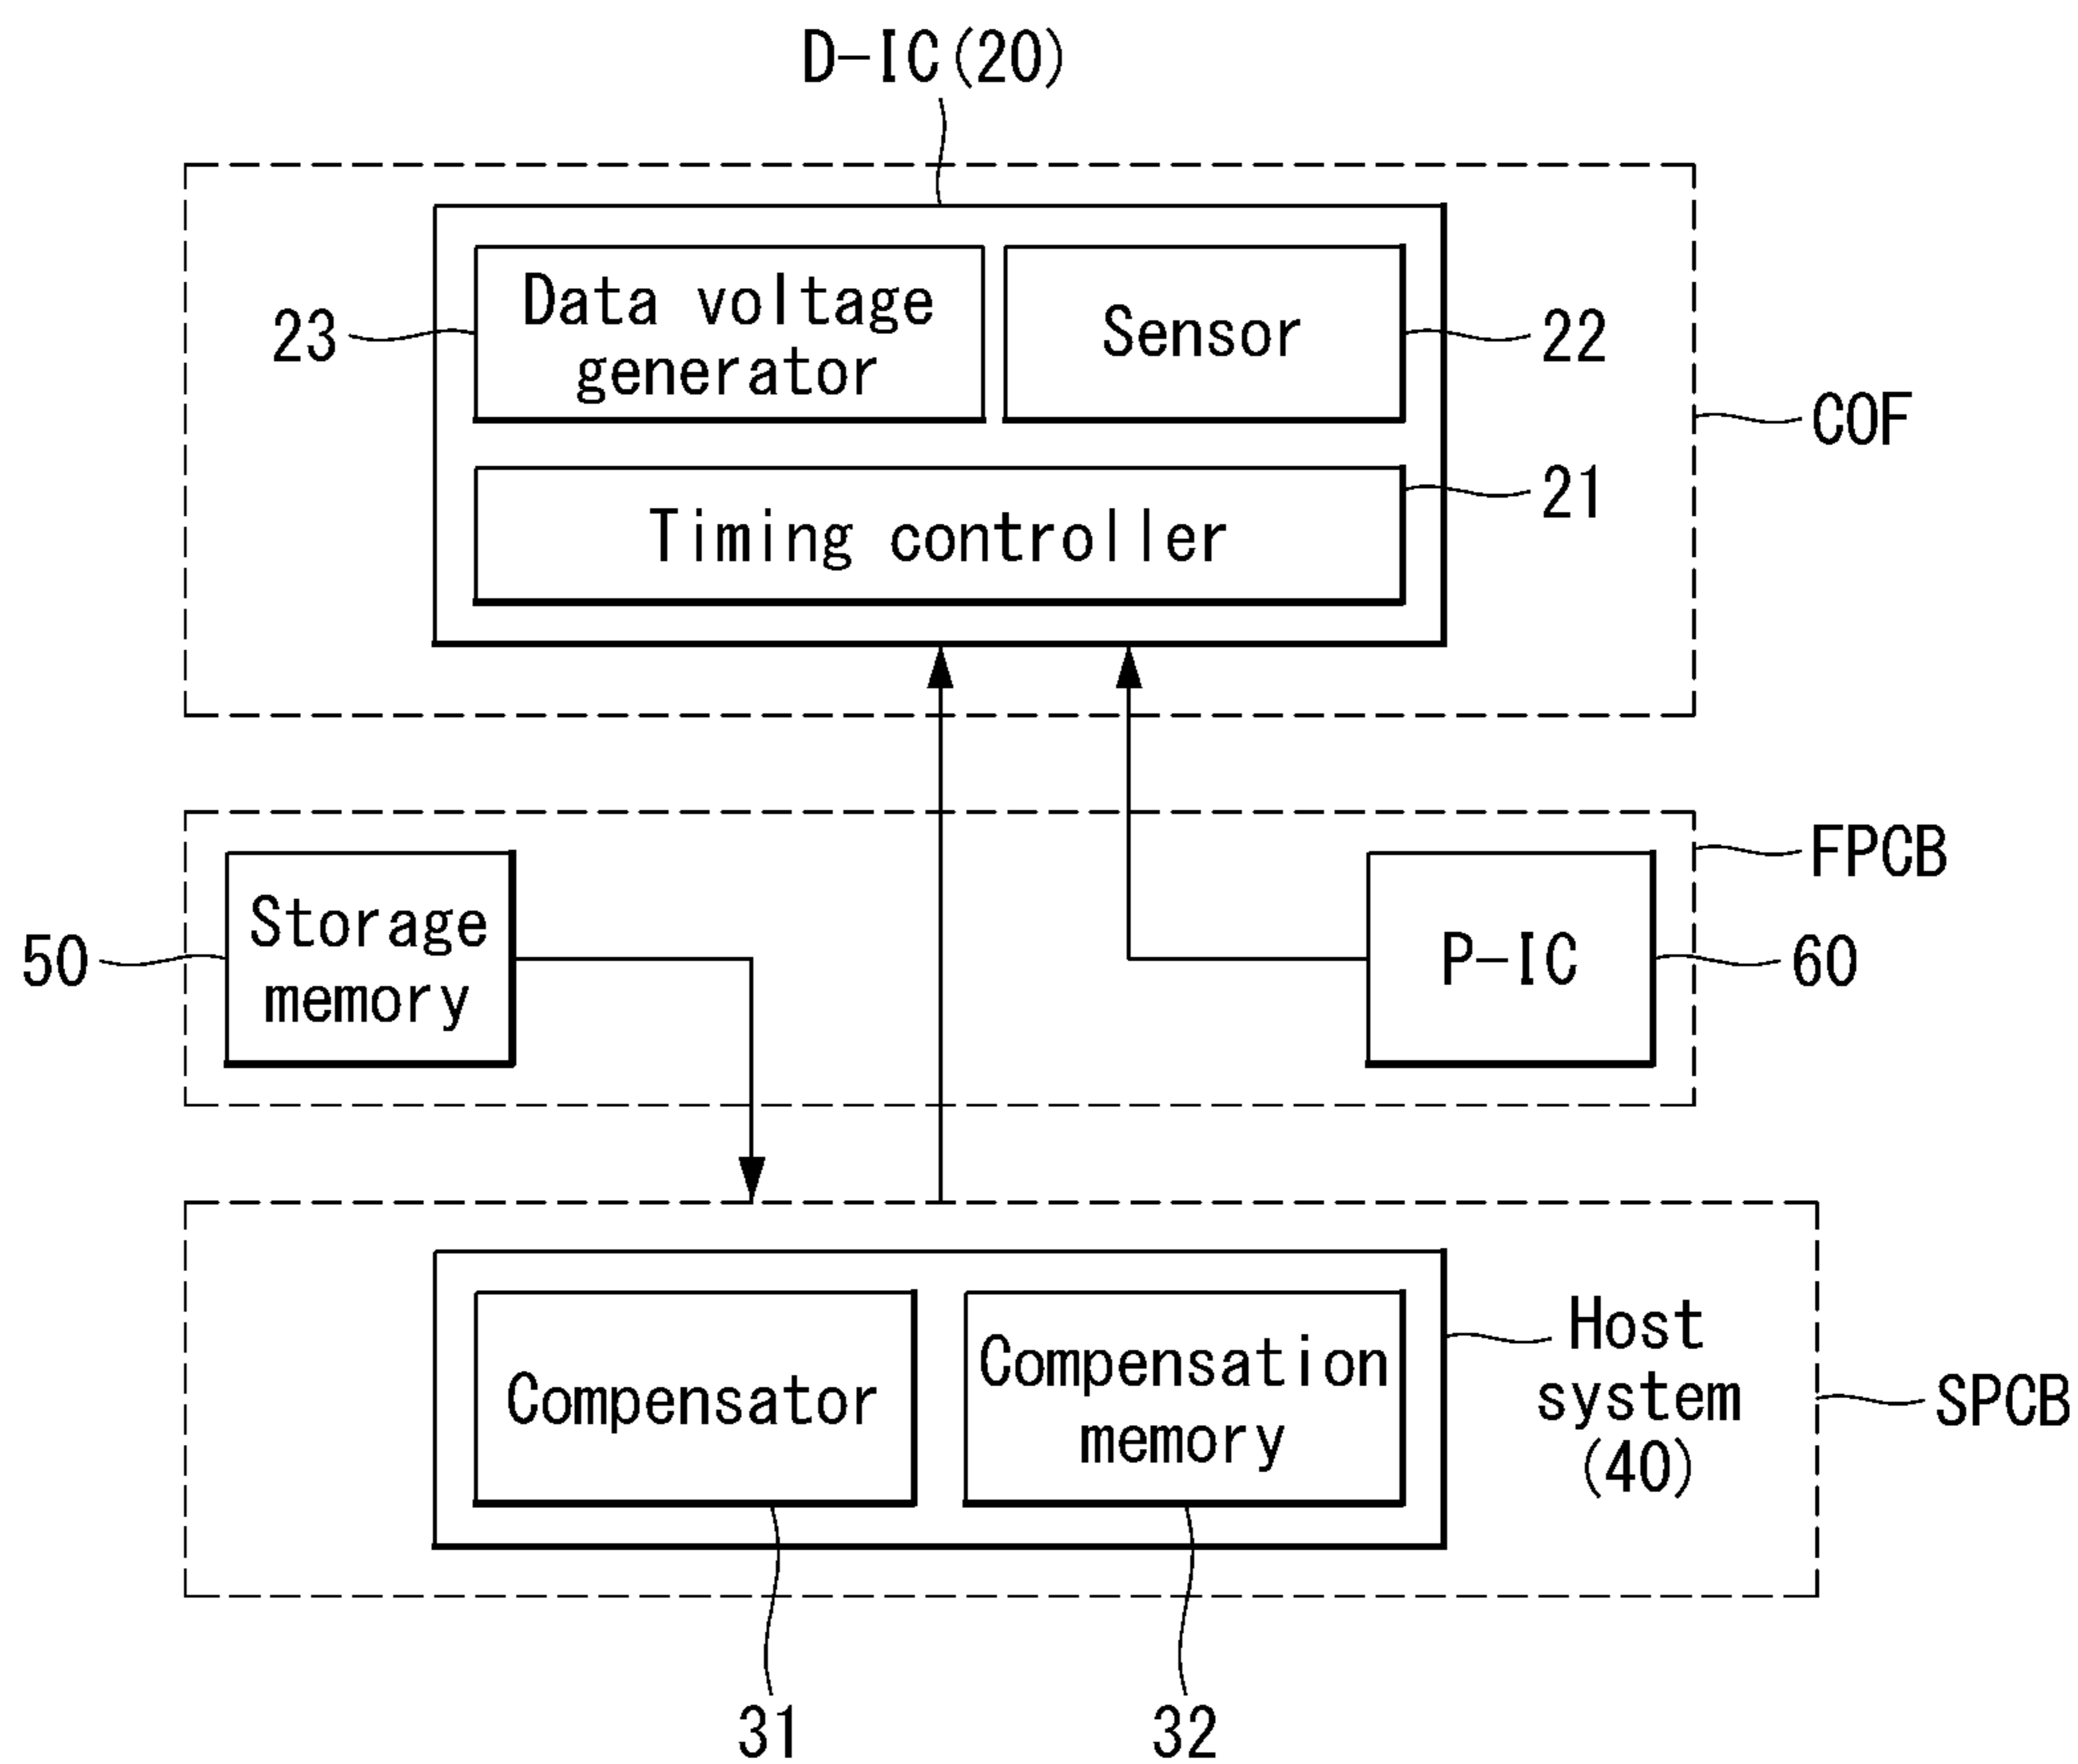 D-IC(20)
Data voltage
generator
23
Sensor
22
COF
21
Timing controller
FPCB
Storage
memory
50
P-IC
60
Host
system
(40)
SPCB
Compensator
Compensation
memory
31
32